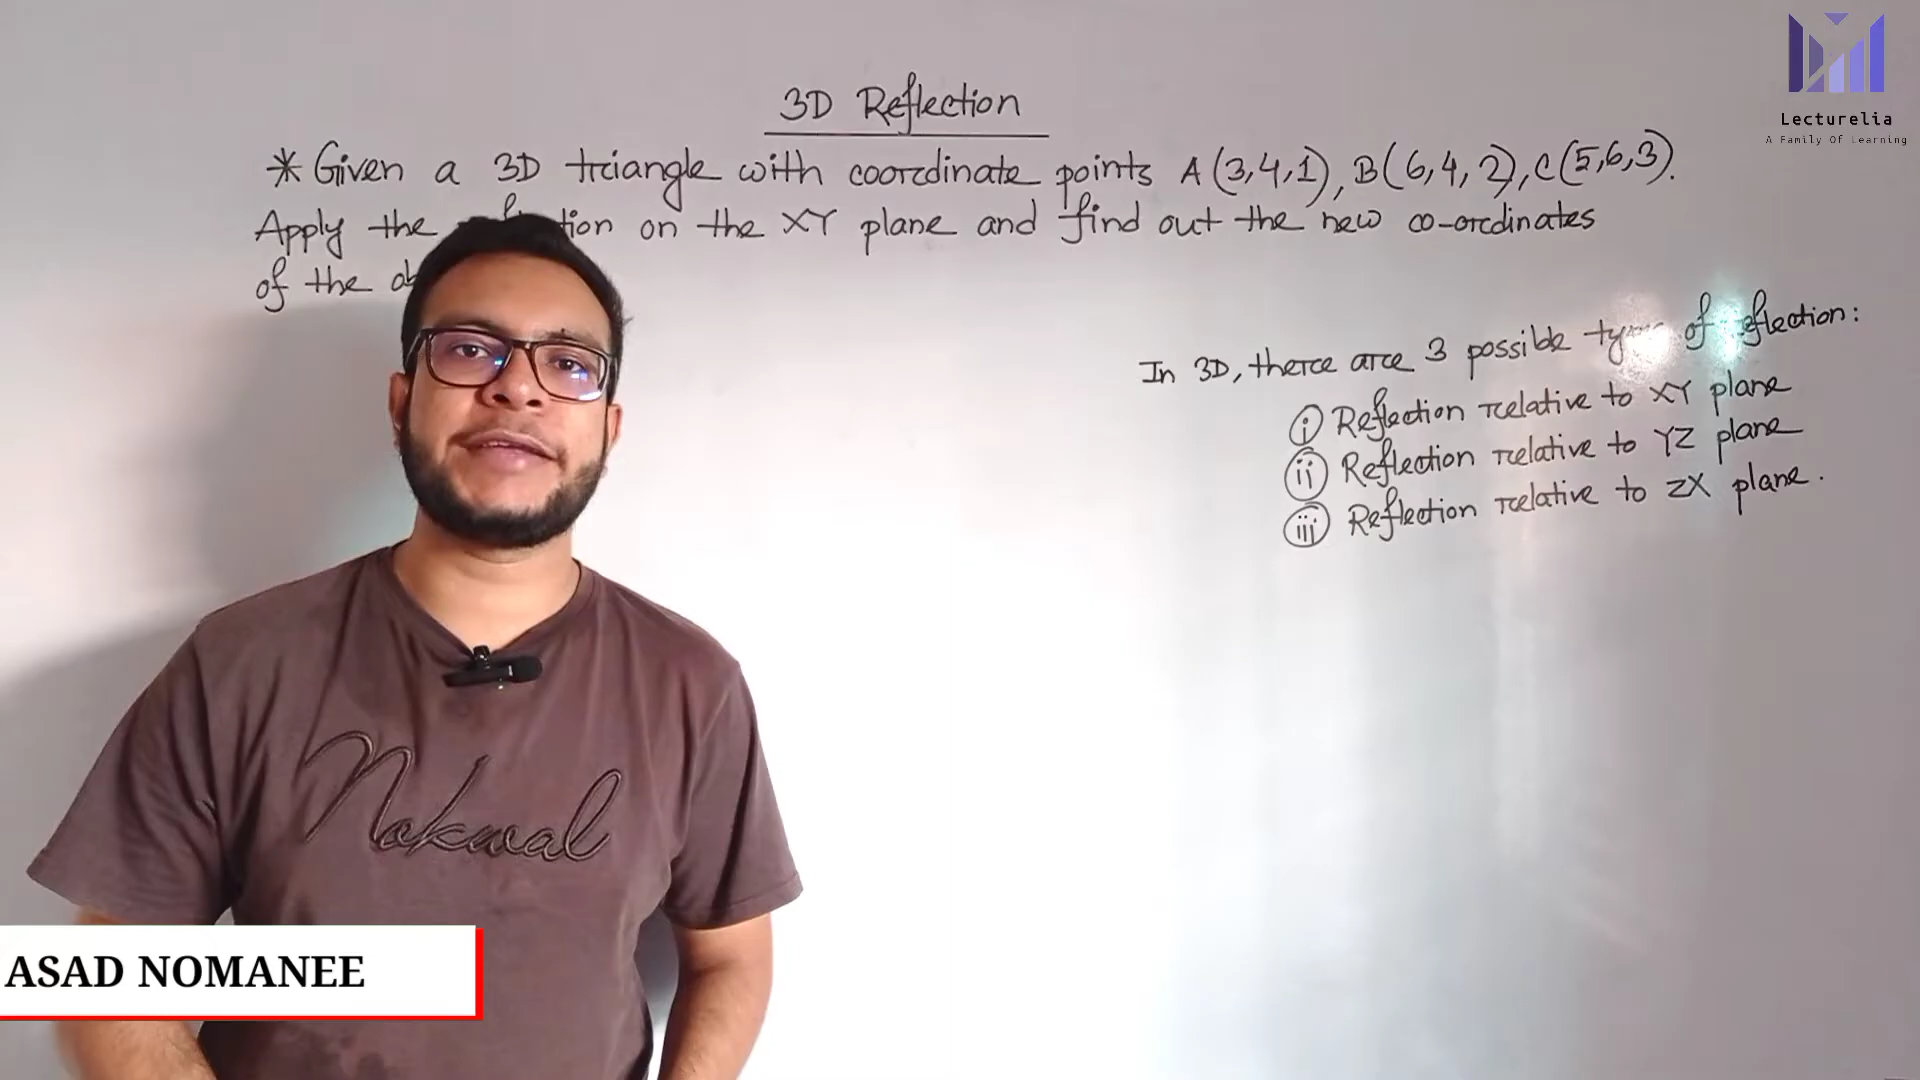 3D Reflection
* Given a 3D triangle with coordinate points A (3,4,1), B(6,4,2), C(5,6,3).
Apply the on the XY plane and find out the new co-ordinates
of the
In 3D, there are 3 possible of reflection:
i Reflection relative to XY plane
ii Reflection relative to YZ plane
iii Reflection relative to ZX plane.
Lecturelia
A Family Of Learning
Nokwal
ASAD NOMANEE